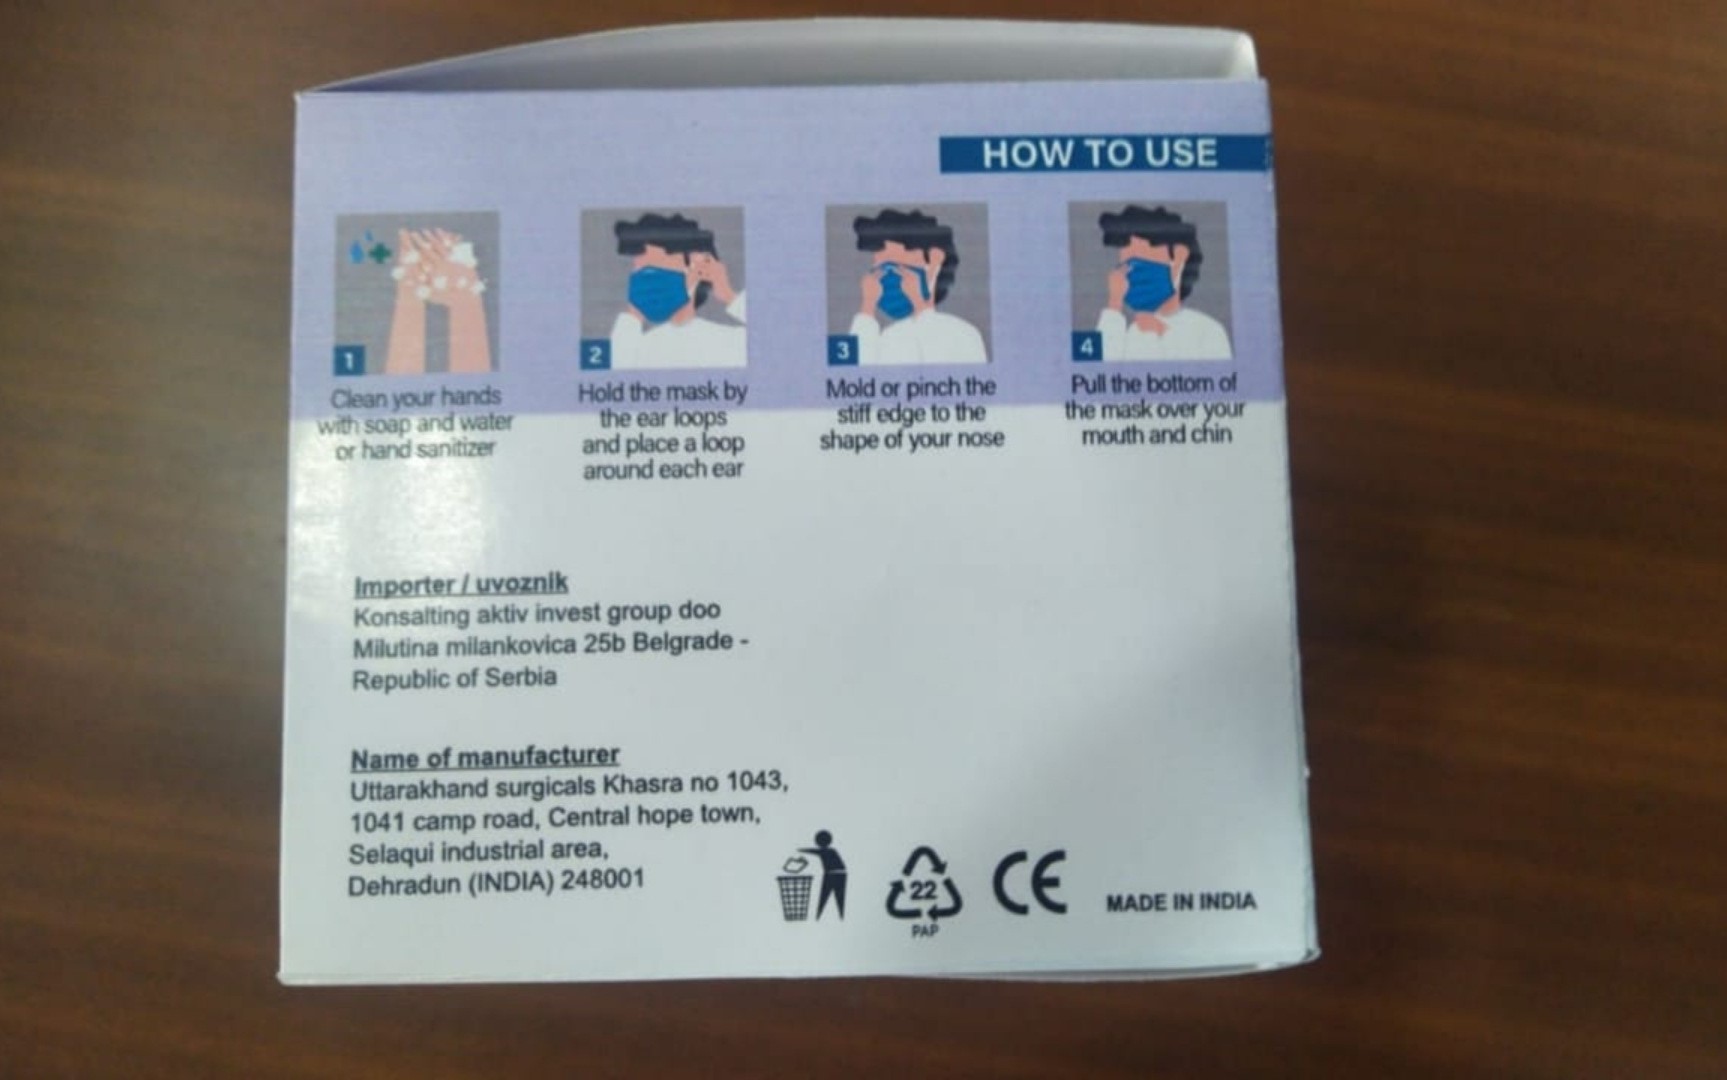 HOW TO USE
1
Clean your hands
with soap and water
or hand sanitizer
2
Hold the mask by
the ear loops
and place a loop
around each ear
3
Mold or pinch the
stiff edge to the
shape of your nose
4
Pull the bottom of
the mask over your
mouth and chin
Importer / uvoznik
Konsalting aktiv invest group doo
Milutina milankovica 25b Belgrade -
Republic of Serbia
Name of manufacturer
Uttarakhand surgicals Khasra no 1043,
1041 camp road, Central hope town,
Selaqui industrial area,
Dehradun (INDIA) 248001
22
PAP
CE
MADE IN INDIA